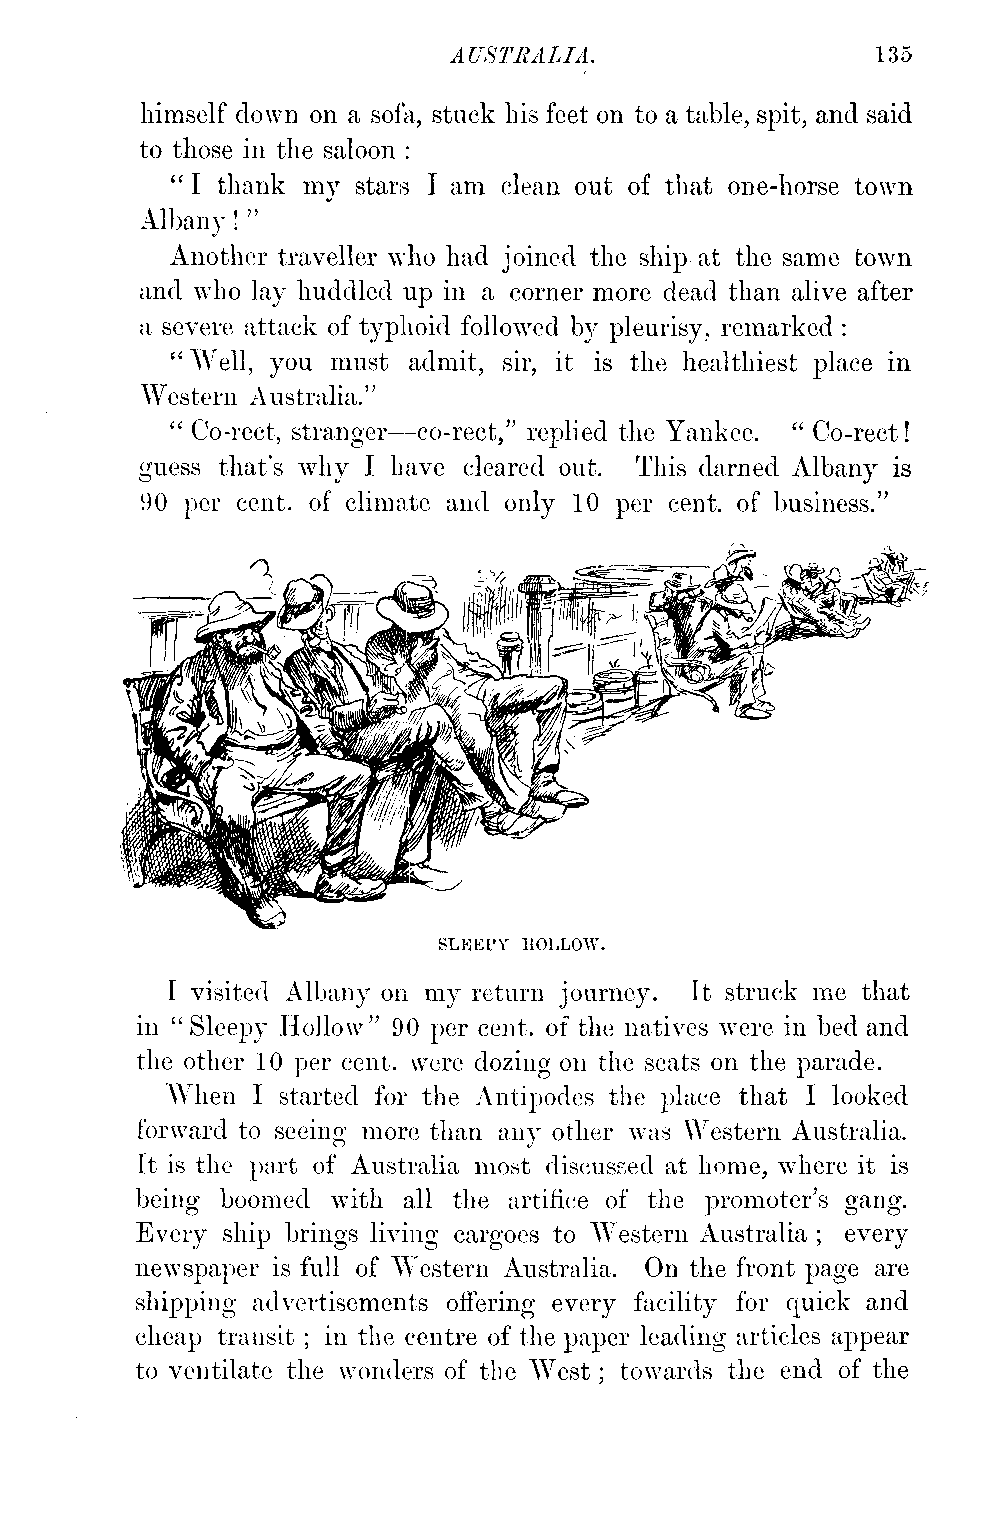 AUSTRALIA. 135
himself down on a sofa, stuck his feet on to a table, spit, and said
to those in the saloon :
“ I thank my stars I am clean out of that one-horse town
Albany ! ”
Another traveller who had joined the ship at the same town
and who lay huddled up in a corner more dead than alive after
a severe attack of typhoid followed by pleurisy, remarked :
“ Well, you must admit, sir, it is the healthiest place in
Western Australia.”
“ Co-rect, stranger—co-rect,” replied the Yankee. “ Co-rect!
guess that's why I have cleared out. This darned Albany is
90 per cent. of climate and only 10 per cent. of business.”
SLEEPY HOLLOW.
I visited Albany on my return journey. It struck me that
in “ Sleepy Hollow” 90 per cent. of the natives were in bed and
the other 10 per cent. were dozing on the seats on the parade.
When I started for the Antipodes the place that I looked
forward to seeing more than any other was Western Australia.
It is the part of Australia most discussed at home, where it is
being boomed with all the artifice of the promoter's gang.
Every ship brings living cargoes to Western Australia ; every
newspaper is full of Western Australia. On the front page are
shipping advertisements offering every facility for quick and
cheap transit ; in the centre of the paper leading articles appear
to ventilate the wonders of the West ; towards the end of the